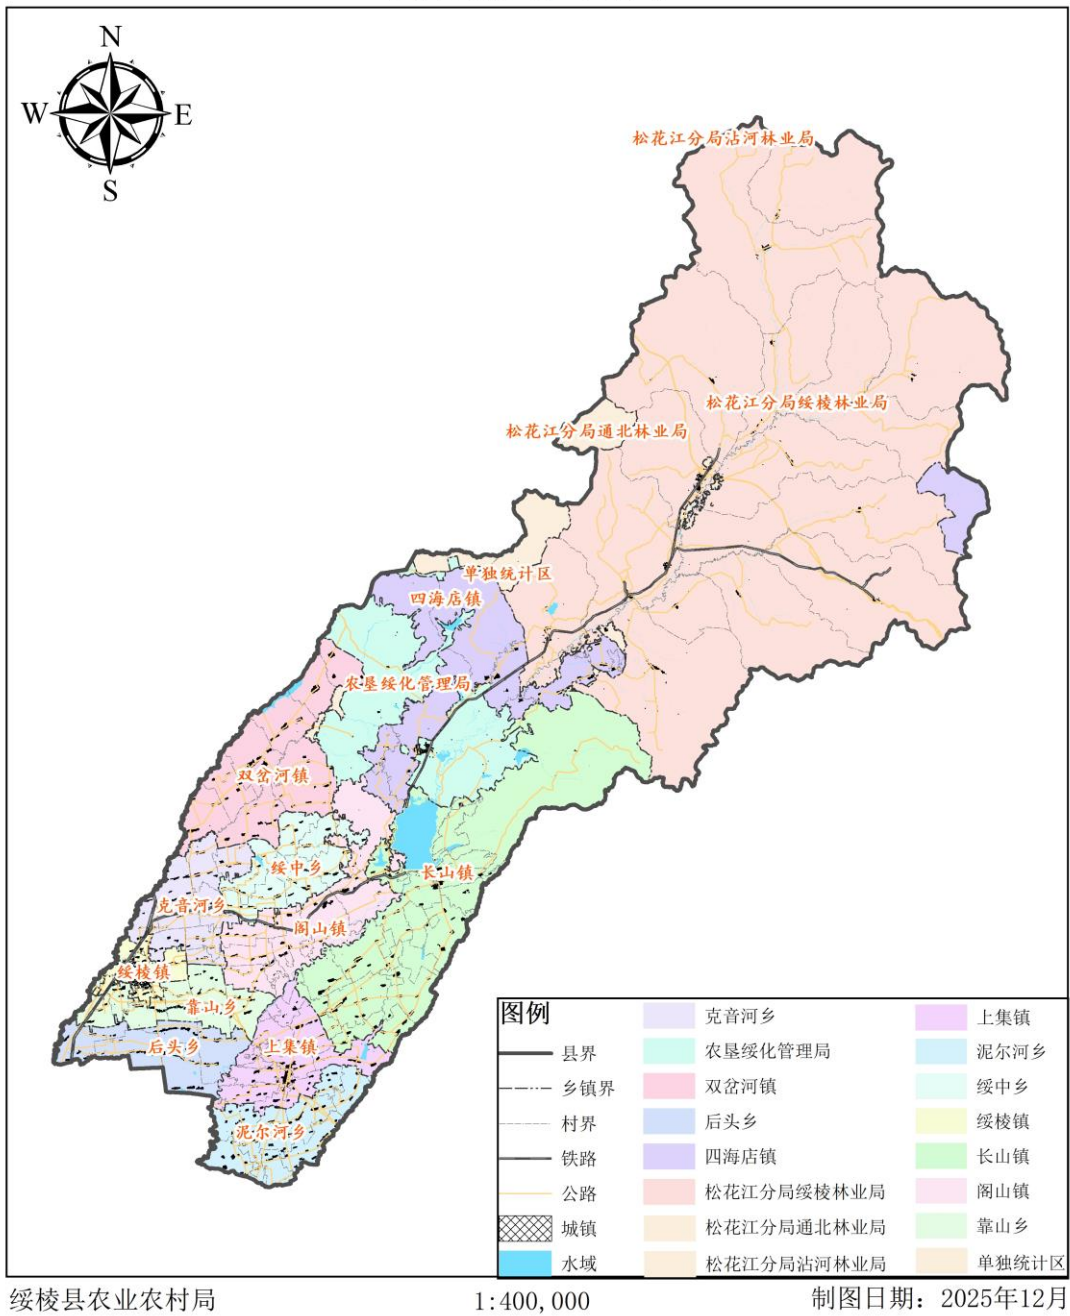 N
W
E
S
松花江分局沾河林业局
松花江分局绥棱林业局
松花江分局通北林业局
单独统计区
四海店镇
农垦绥化管理局
双岔河镇
绥中乡
长山镇
克音河乡
阁山镇
绥棱镇
靠山乡
后头乡
上集镇
泥尔河乡
图例
县界
乡镇界
村界
铁路
公路
城镇
水域
克音河乡
农垦绥化管理局
双岔河镇
后头乡
四海店镇
松花江分局绥棱林业局
松花江分局通北林业局
松花江分局沾河林业局
上集镇
泥尔河乡
绥中乡
绥棱镇
长山镇
阁山镇
靠山乡
单独统计区
绥棱县农业农村局
1:400,000
制图日期：2025年12月